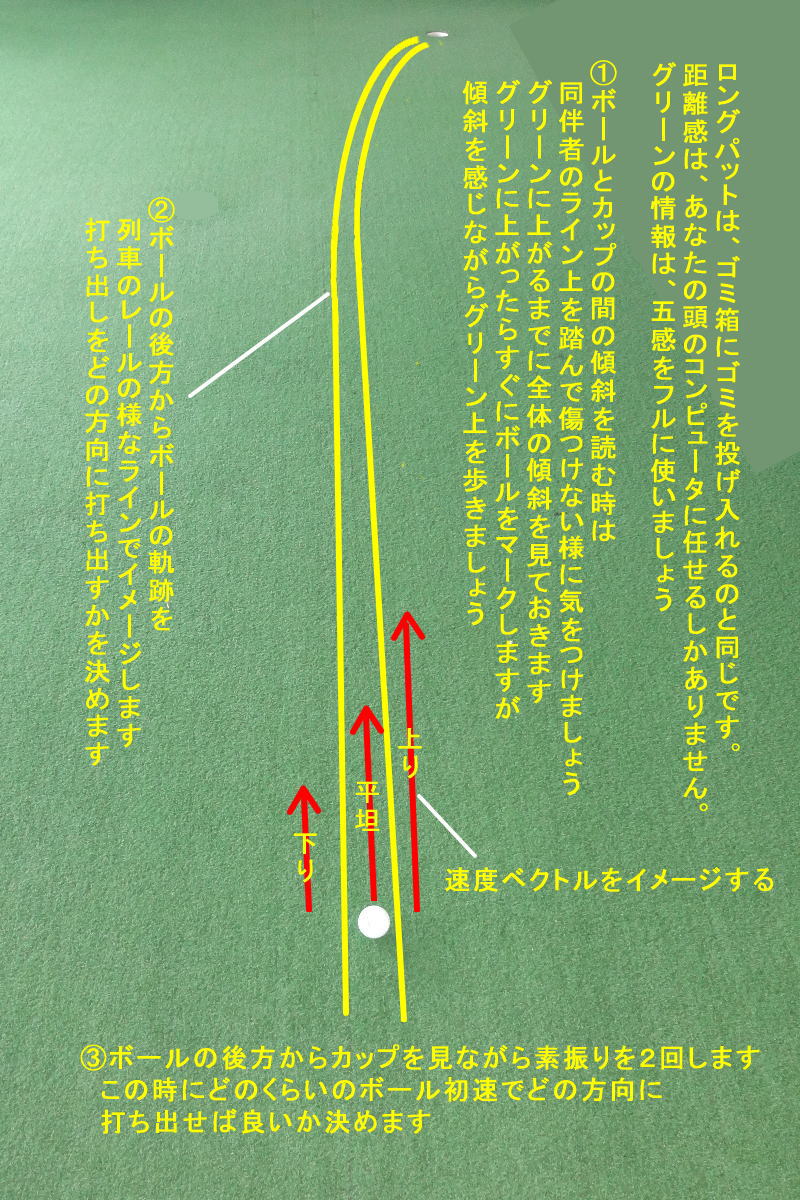 ロングパットは、ゴミ箱にゴミを投げ入れるのと同じです。
距離感は、あなたの頭のコンピュータに任せるしかありません。
グリーンの情報は、五感をフルに使いましょう
①ボールとカップの間の傾斜を読む時は
同伴者のライン上を踏んで傷つけない様に気をつけましょう
グリーンに上がるまでに全体の傾斜を見ておきます
グリーンに上がったらすぐにボールをマークしますが
傾斜を感じながらグリーン上を歩きましょう
②ボールの後方からボールの軌跡を
列車のレールの様なラインでイメージします
打ち出しをどの方向に打ち出すかを決めます
上り
平坦
下り
速度ベクトルをイメージする
③ボールの後方からカップを見ながら素振りを2回します
この時にどのくらいのボール初速でどの方向に
打ち出せば良いか決めます